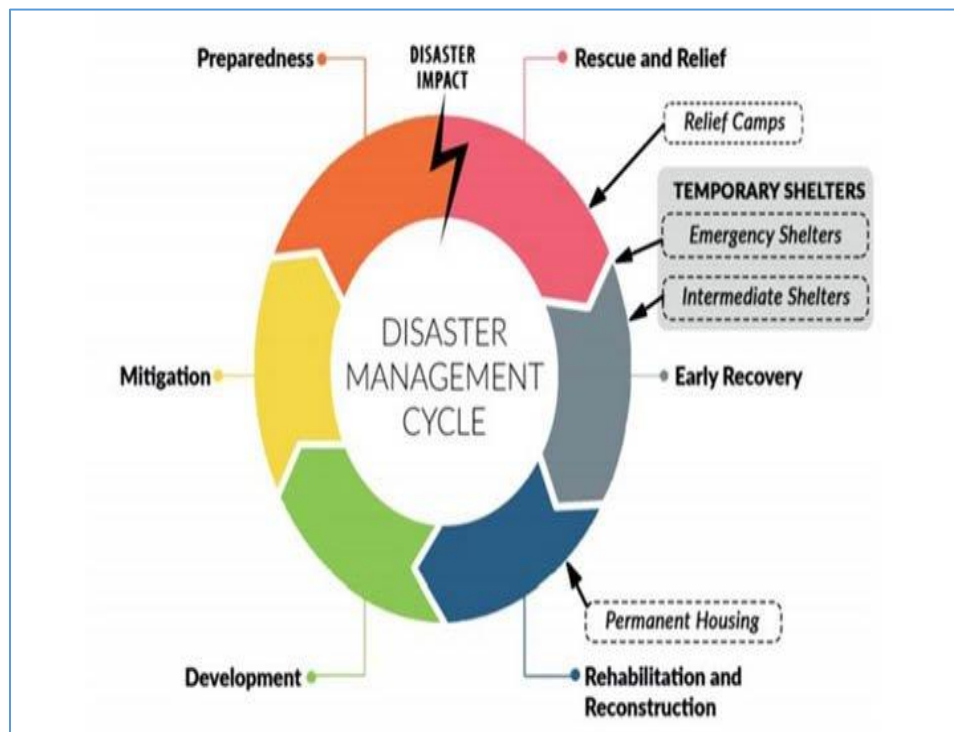 Preparedness
DISASTER
IMPACT
Rescue and Relief
Relief Camps
TEMPORARY SHELTERS
Emergency Shelters
Intermediate Shelters
DISASTER
MANAGEMENT
CYCLE
Mitigation
Early Recovery
Permanent Housing
Development
Rehabilitation and
Reconstruction